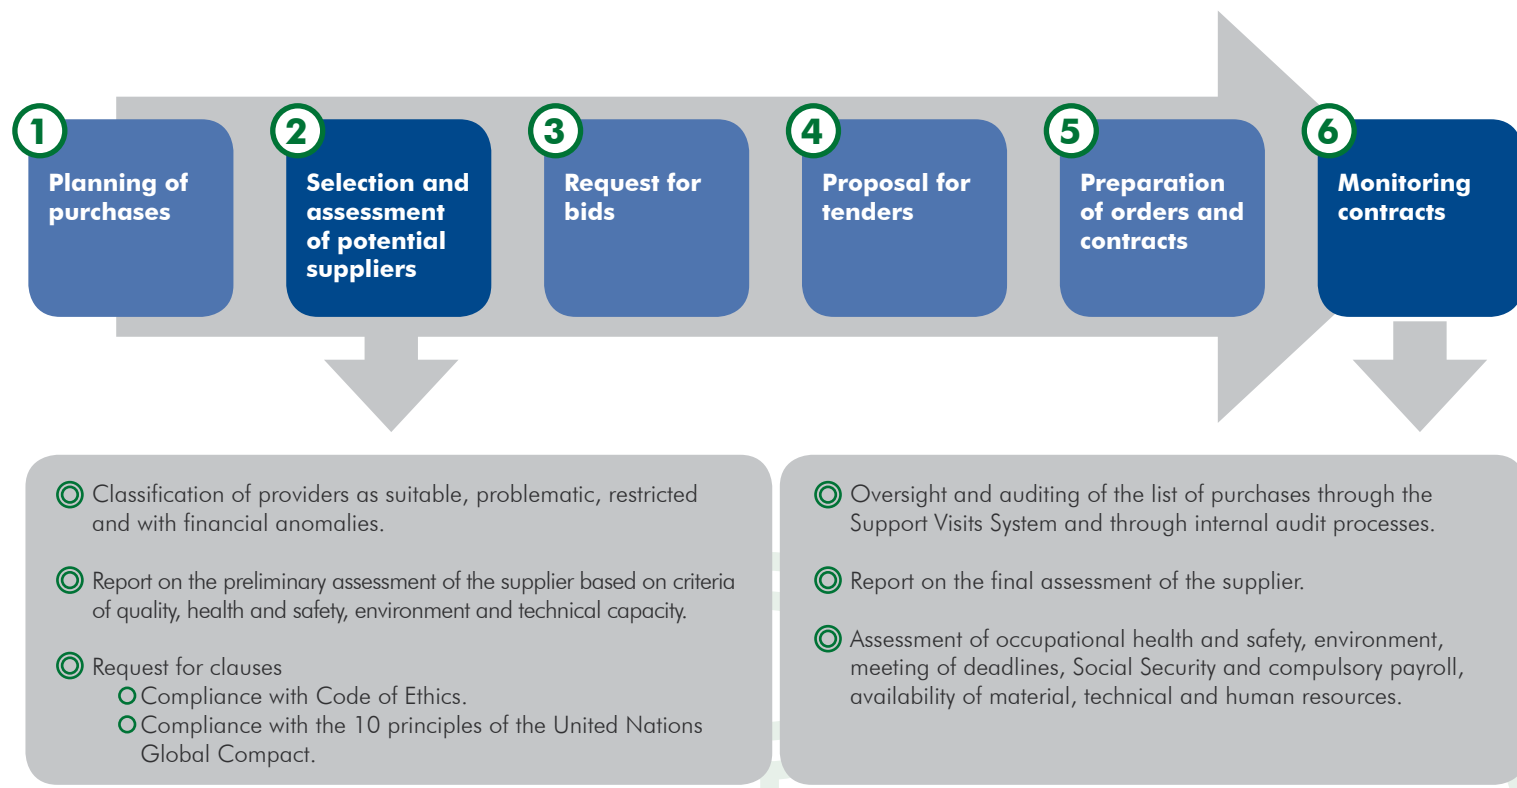 1
Planning of
purchases
2
Selection and
assessment
of potential
suppliers
3
Request for
bids
4
Proposal for
tenders
5
Preparation
of orders and
contracts
6
Monitoring
contracts
Classification of providers as suitable, problematic, restricted
and with financial anomalies.
Report on the preliminary assessment of the supplier based on criteria
of quality, health and safety, environment and technical capacity.
Request for clauses
Compliance with Code of Ethics.
Compliance with the 10 principles of the United Nations
Global Compact.
Oversight and auditing of the list of purchases through the
Support Visits System and through internal audit processes.
Report on the final assessment of the supplier.
Assessment of occupational health and safety, environment,
meeting of deadlines, Social Security and compulsory payroll,
availability of material, technical and human resources.